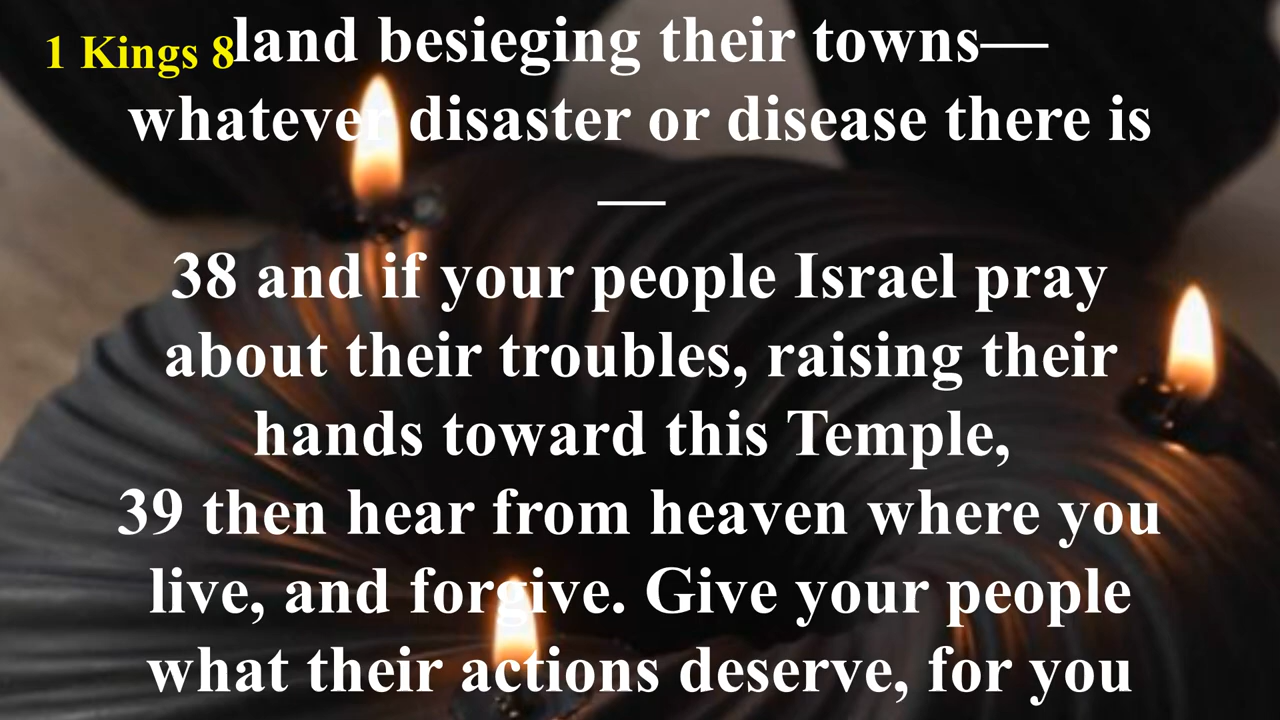 1 Kings 8
land besieging their towns—
whatever disaster or disease there is
—
38 and if your people Israel pray
about their troubles, raising their
hands toward this Temple,
39 then hear from heaven where you
live, and forgive. Give your people
what their actions deserve, for you